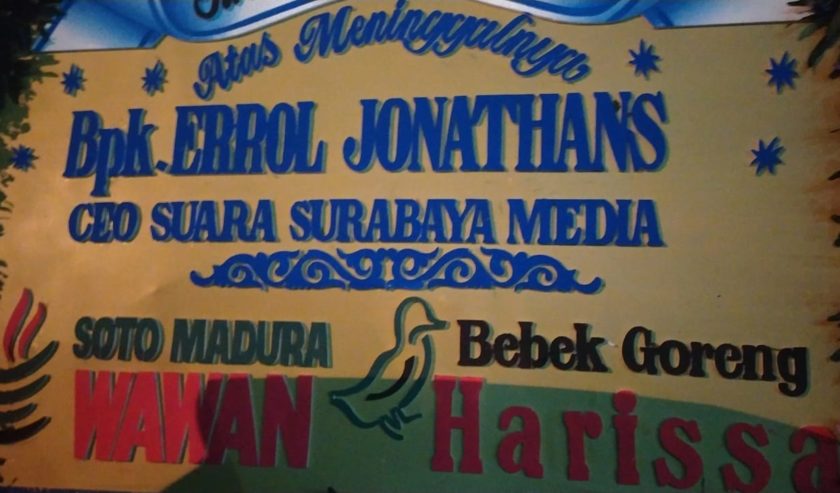 Atas Meninggalnya
Bpk. ERROL JONATHANS
CEO SUARA SURABAYA MEDIA
SOTO MADURA
WAWAN
Bebek Goreng
Harissa